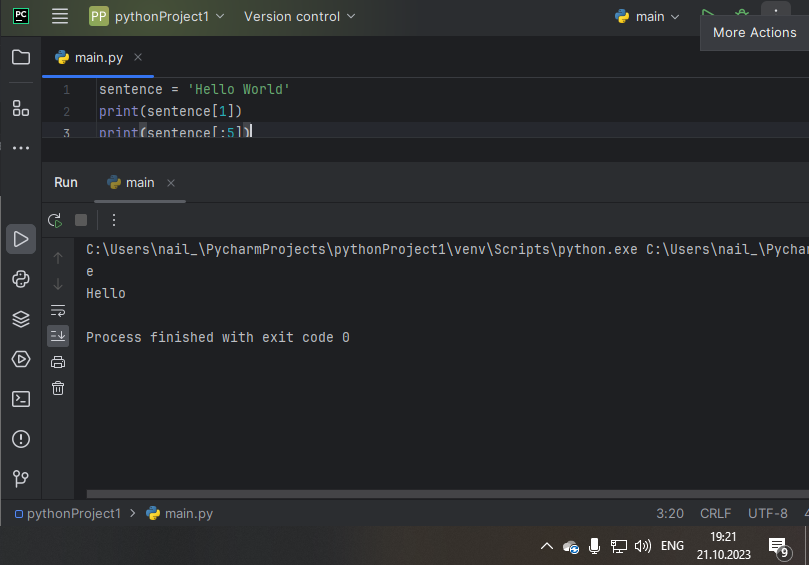 PC
PP pythonProject1 Version control main
More Actions
main.py
1 sentence = 'Hello World'
2 print(sentence[1])
3 print(sentence[:5])
Run main
C:\Users\nail_\PycharmProjects\pythonProject1\venv\Scripts\python.exe C:\Users\nail_\Pychar
e
Hello
Process finished with exit code 0
pythonProject1 > main.py 3:20 CRLF UTF-8
ENG
19:21
21.10.2023
9